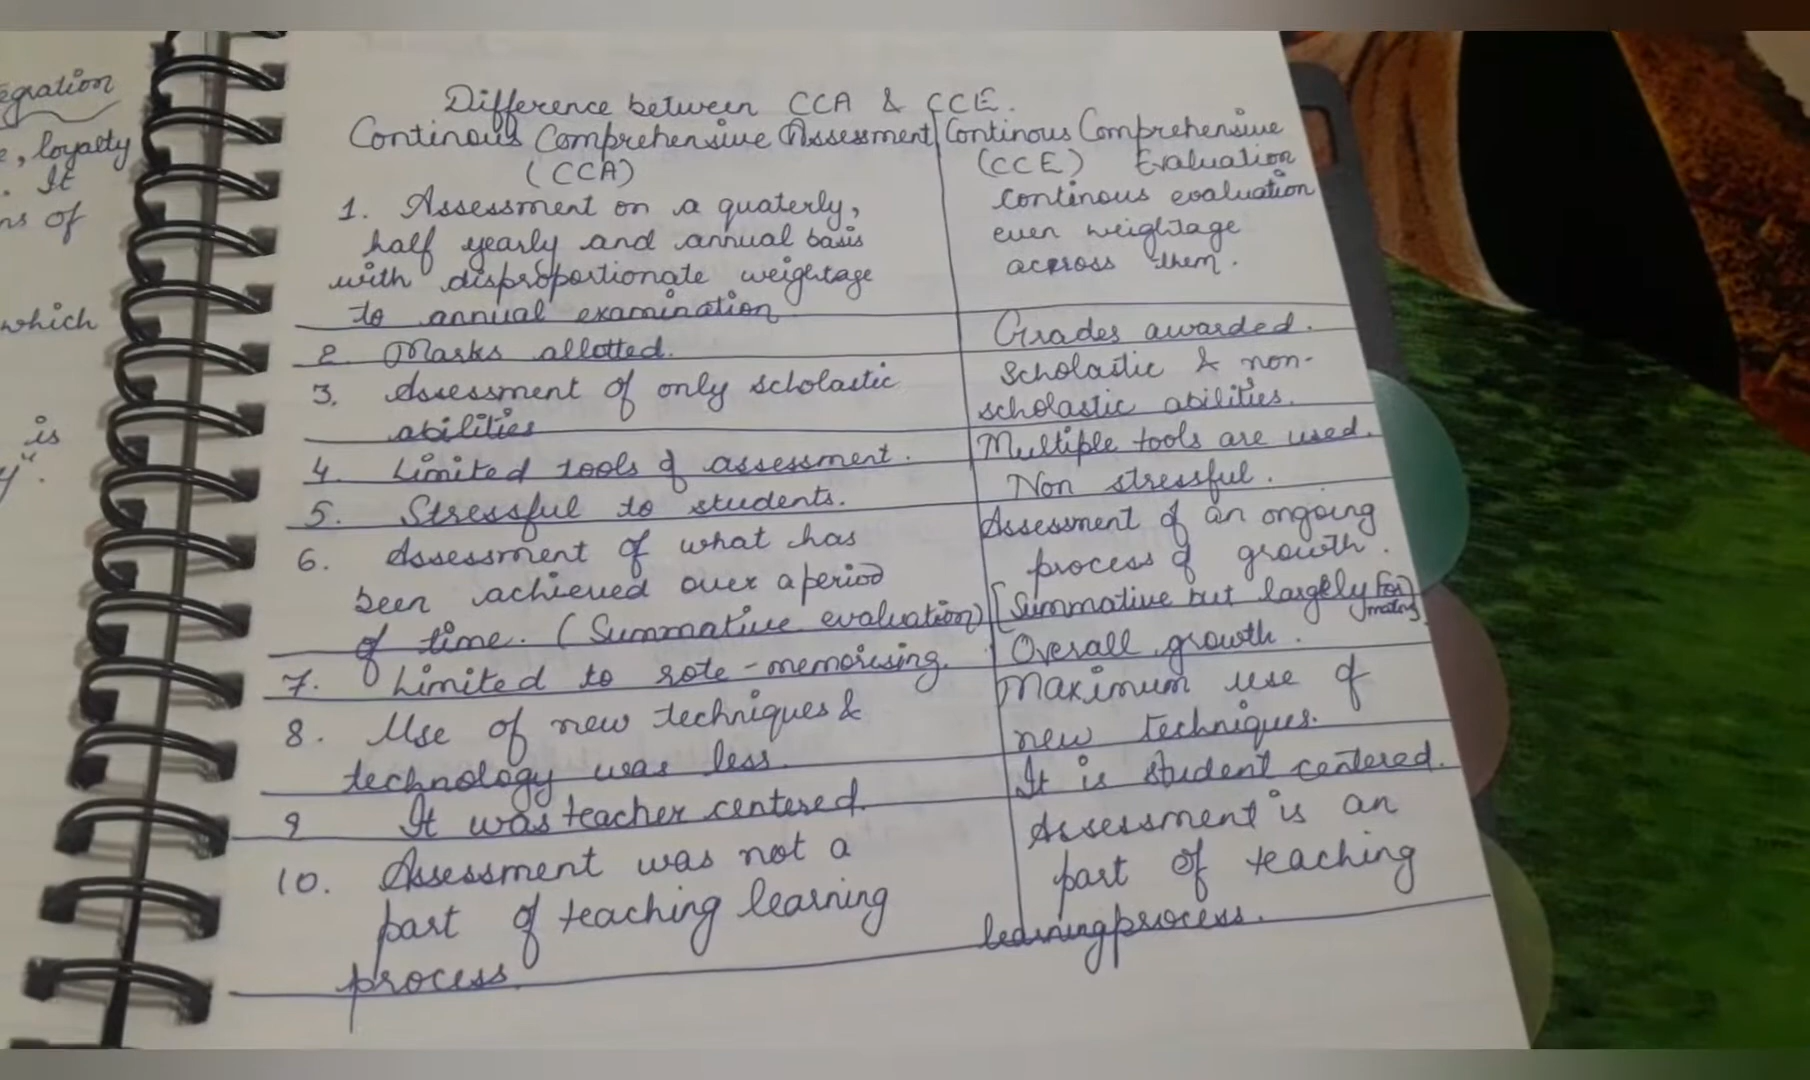 egration
, loyalty
. It
ns of
which
is
y".
Difference between CCA & CCE.
Continous Comprehensive Assessment
(CCA)
Continous Comprehensive
(CCE) Evaluation
1. Assessment on a quaterly,
half yearly and annual basis
with disproportionate weightage
to annual examination
continous evaluation
even weightage
across them.
2. Marks allotted.
Grades awarded.
3. Assessment of only scholastic
abilities
Scholastic & non-
scholastic abilities.
4. Limited tools of assessment.
Multiple tools are used.
5. Stressful to students.
Non stressful.
6. Assessment of what has
been achieved over a period
of time. (Summative evaluation)
Assessment of an ongoing
process of growth.
[Summative but largely For
mative]
7. Limited to rote-memorising.
Overall growth.
8. Use of new techniques &
technology was less.
Maximum use of
new techniques.
9 It was teacher centered.
It is student centered.
10. Assessment was not a
part of teaching learning
process.
Assessment is an
part of teaching
learning process.